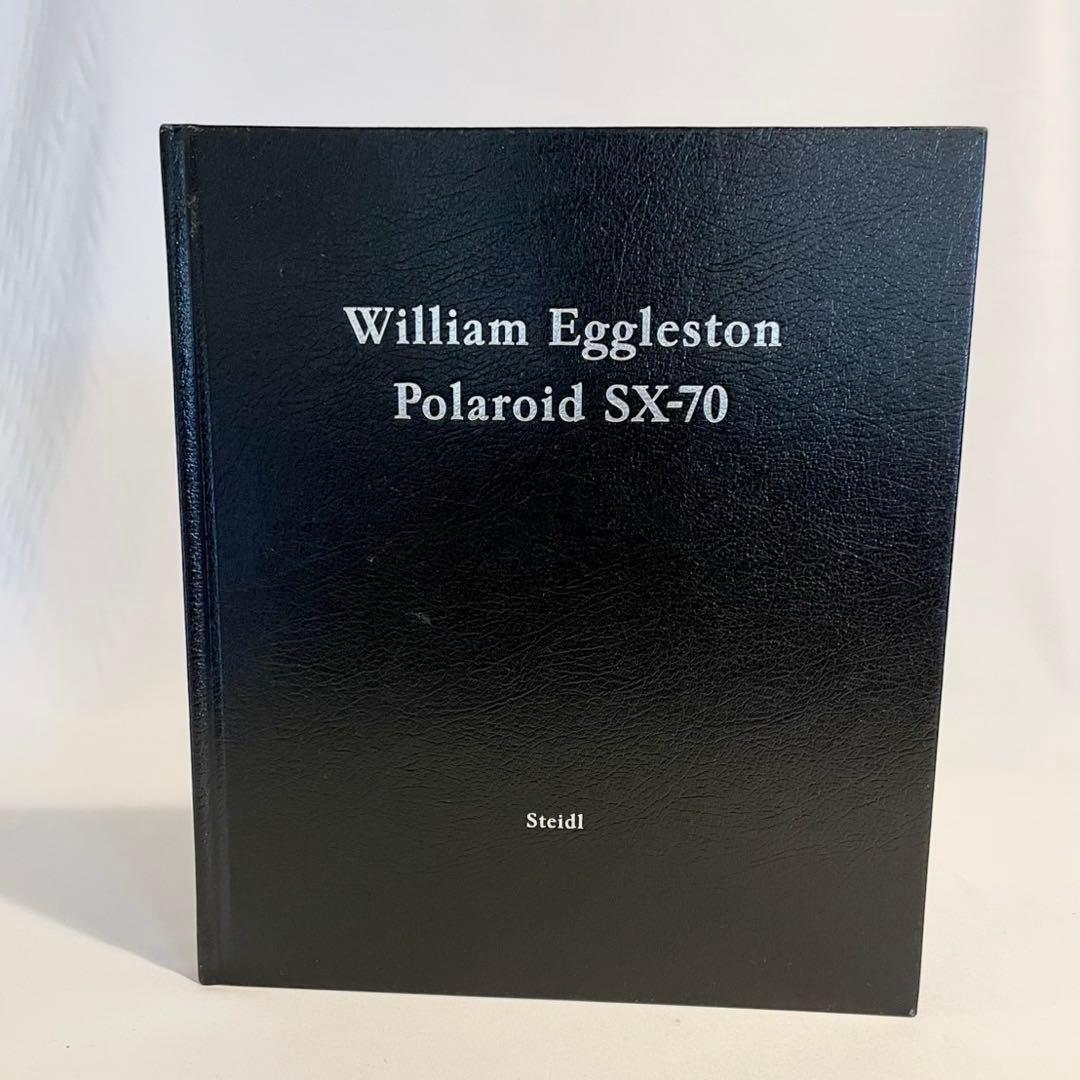 William Eggleston
Polaroid SX-70
Steidl